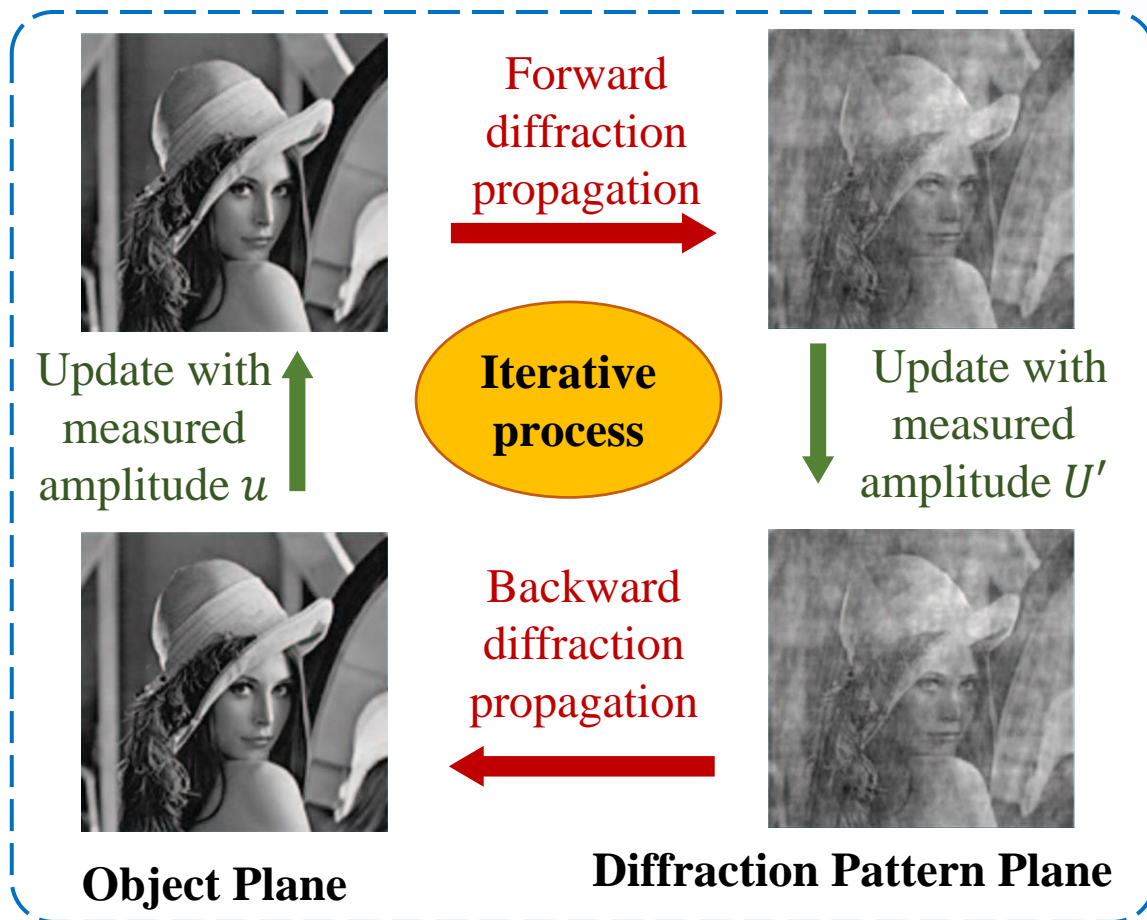 Forward
diffraction
propagation
Update with
measured
amplitude u
Iterative
process
Update with
measured
amplitude U′
Backward
diffraction
propagation
Object Plane
Diffraction Pattern Plane